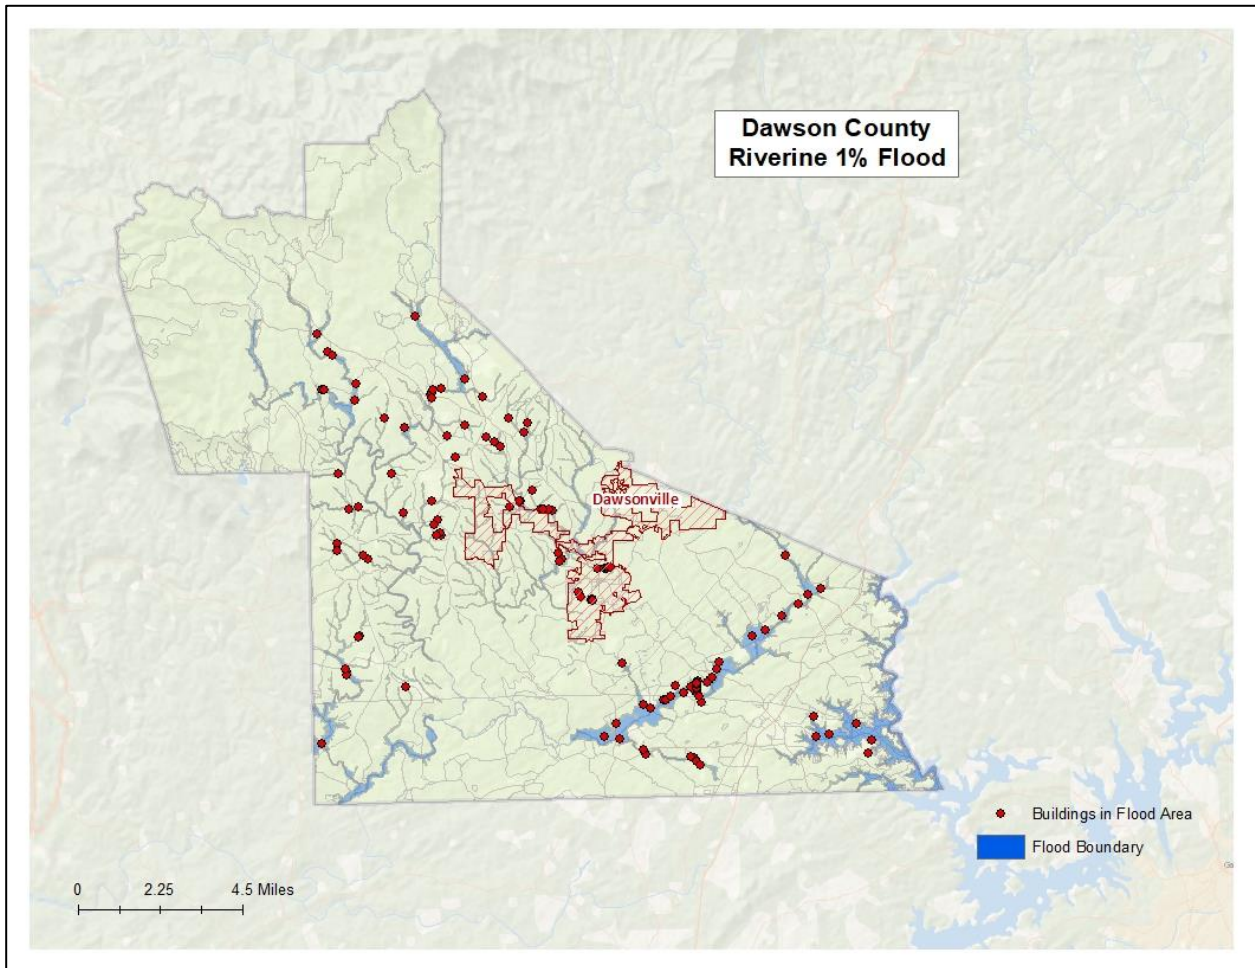 Dawson County
Riverine 1% Flood
Dawsonville
Buildings in Flood Area
Flood Boundary
0 2.25 4.5 Miles